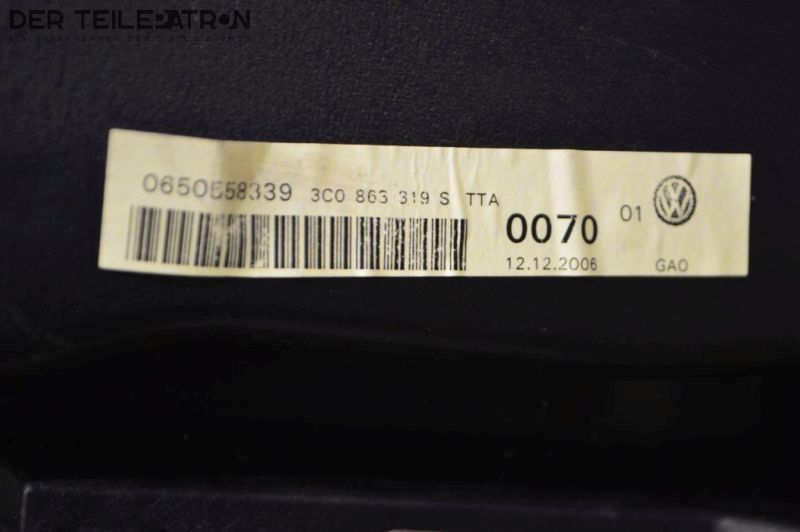 DER TEILEPATRON
0650558339 3C0 863 319 S TTA
0070 01
12.12.2006 GAO